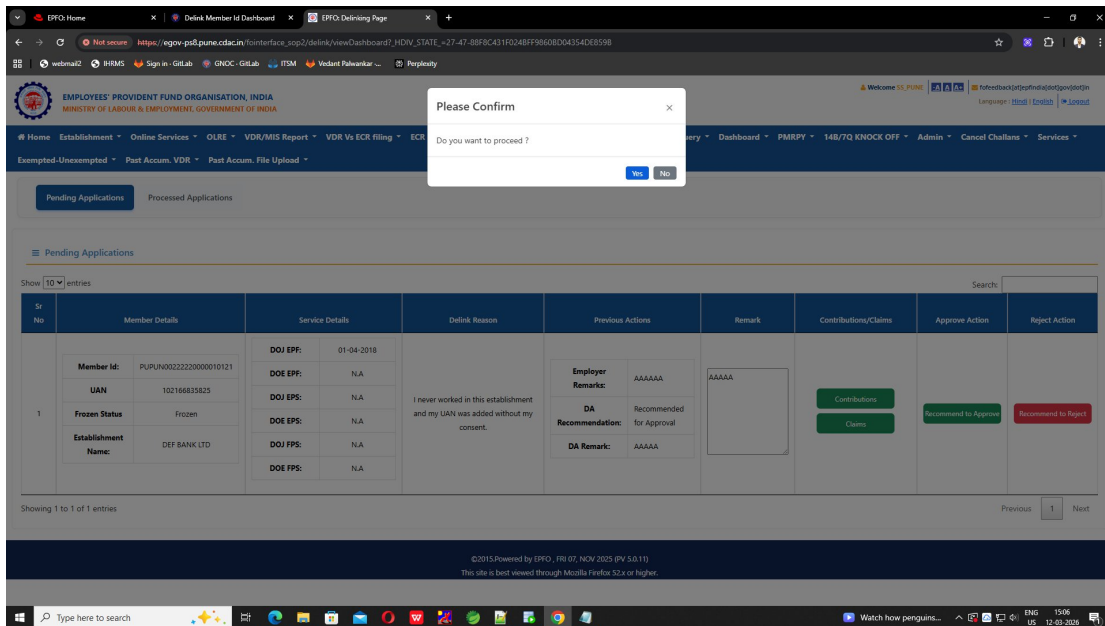 EPFO: Home
Delink Member Id Dashboard
EPFO: Delinking Page
Not secure https://egov-ps8.pune.cdac.in/fointerface_sop2/delink/viewDashboard?_HDIV_STATE_=27-47-88F8C431F024BFF9860BD04354DE859B
webmail2 IHRMS Sign in · GitLab GNOC - GitLab ITSM Vedant Palwankar -... Perplexity
EMPLOYEES' PROVIDENT FUND ORGANISATION, INDIA
MINISTRY OF LABOUR & EMPLOYMENT, GOVERNMENT OF INDIA
Welcome SS_PUNE -A A A+ fofeedback[at]epfindia[dot]gov[dot]in
Language : Hindi | English | Logout
Please Confirm
Do you want to proceed ?
Yes No
Home Establishment Online Services OLRE VDR/MIS Report VDR Vs ECR filing ECR Dashboard PMRPY 14B/7Q KNOCK OFF Admin Cancel Challans Services
Exempted-Unexempted Past Accum. VDR Past Accum. File Upload
Pending Applications Processed Applications
Pending Applications
Show 10 entries Search:
Sr No Member Details Service Details Delink Reason Previous Actions Remark Contributions/Claims Approve Action Reject Action
1
Member Id: PUPUN00222220000010121
UAN 102166835825
Frozen Status Frozen
Establishment Name: DEF BANK LTD
DOJ EPF: 01-04-2018
DOE EPF: N.A
DOJ EPS: N.A
DOE EPS: N.A
DOJ FPS: N.A
DOE FPS: N.A
I never worked in this establishment
and my UAN was added without my
consent.
Employer Remarks: AAAAAA
DA Recommendation: Recommended for Approval
DA Remark: AAAAA
AAAAA
Contributions
Claims
Recommend to Approve
Recommend to Reject
Showing 1 to 1 of 1 entries Previous 1 Next
©2015.Powered by EPFO , FRI 07, NOV 2025 (PV 5.0.11)
This site is best viewed through Mozilla Firefox 52.x or higher.
Type here to search
Watch how penguins...
ENG 15:06
US 12-03-2026